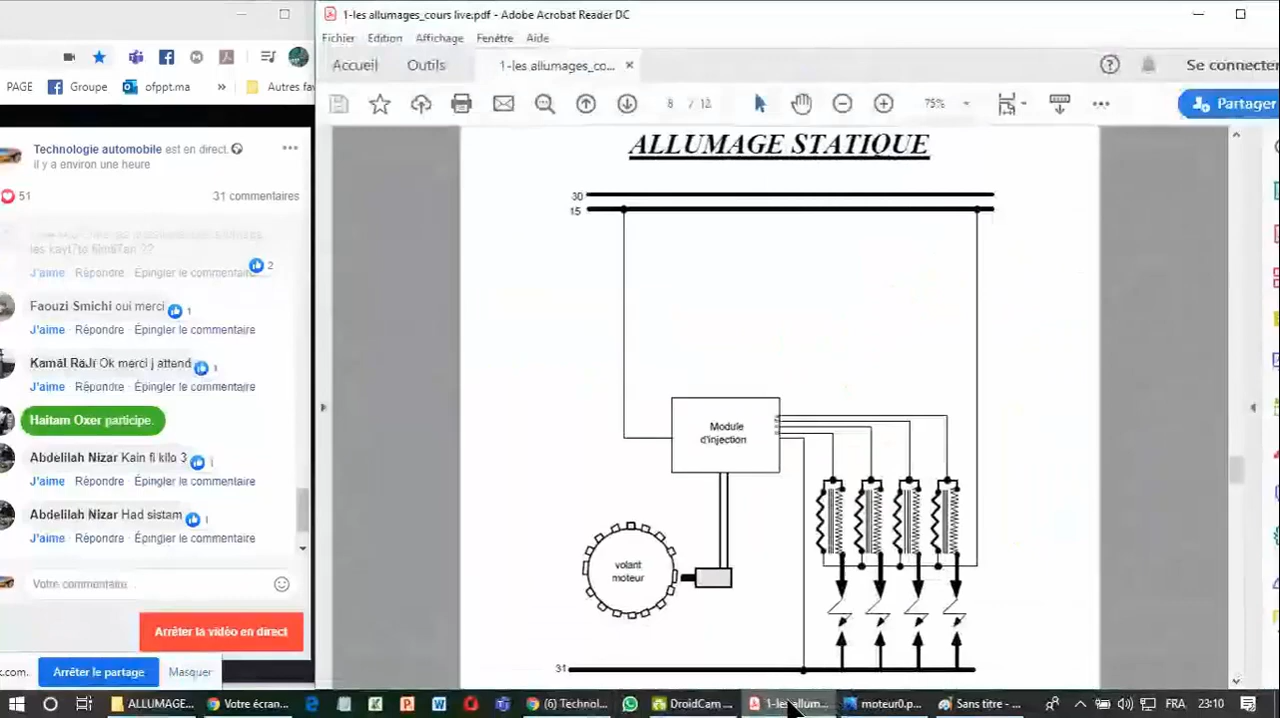 1-les allumages_cours live.pdf - Adobe Acrobat Reader DC
Fichier Edition Affichage Fenêtre Aide
PAGE Groupe ofppt.ma » Autres fav
Accueil Outils 1-les allumages_co... ×
Se connecter
8 / 12 75% Partager
Technologie automobile est en direct.
il y a environ une heure
51 31 commentaires
2
J'aime · Répondre · Épingler le commentaire
Faouzi Smichi oui merci 1
J'aime · Répondre · Épingler le commentaire
Kamâl RàJí Ok merci j attend 1
J'aime · Répondre · Épingler le commentaire
Haitam Oxer participe.
Abdelilah Nizar Kain fi kilo 3 1
J'aime · Répondre · Épingler le commentaire
Abdelilah Nizar Had sistam 1
J'aime · Répondre · Épingler le commentaire
Votre commentaire
Arrêter la vidéo en direct
k.com. Arrêter le partage Masquer
ALLUMAGE STATIQUE
30
15
Module
d'injection
volant
moteur
31
ALLUMAGE... Votre écran... (6) Technol... DroidCam ... 1-les allum... moteur0.p... Sans titre - ... FRA 23:10